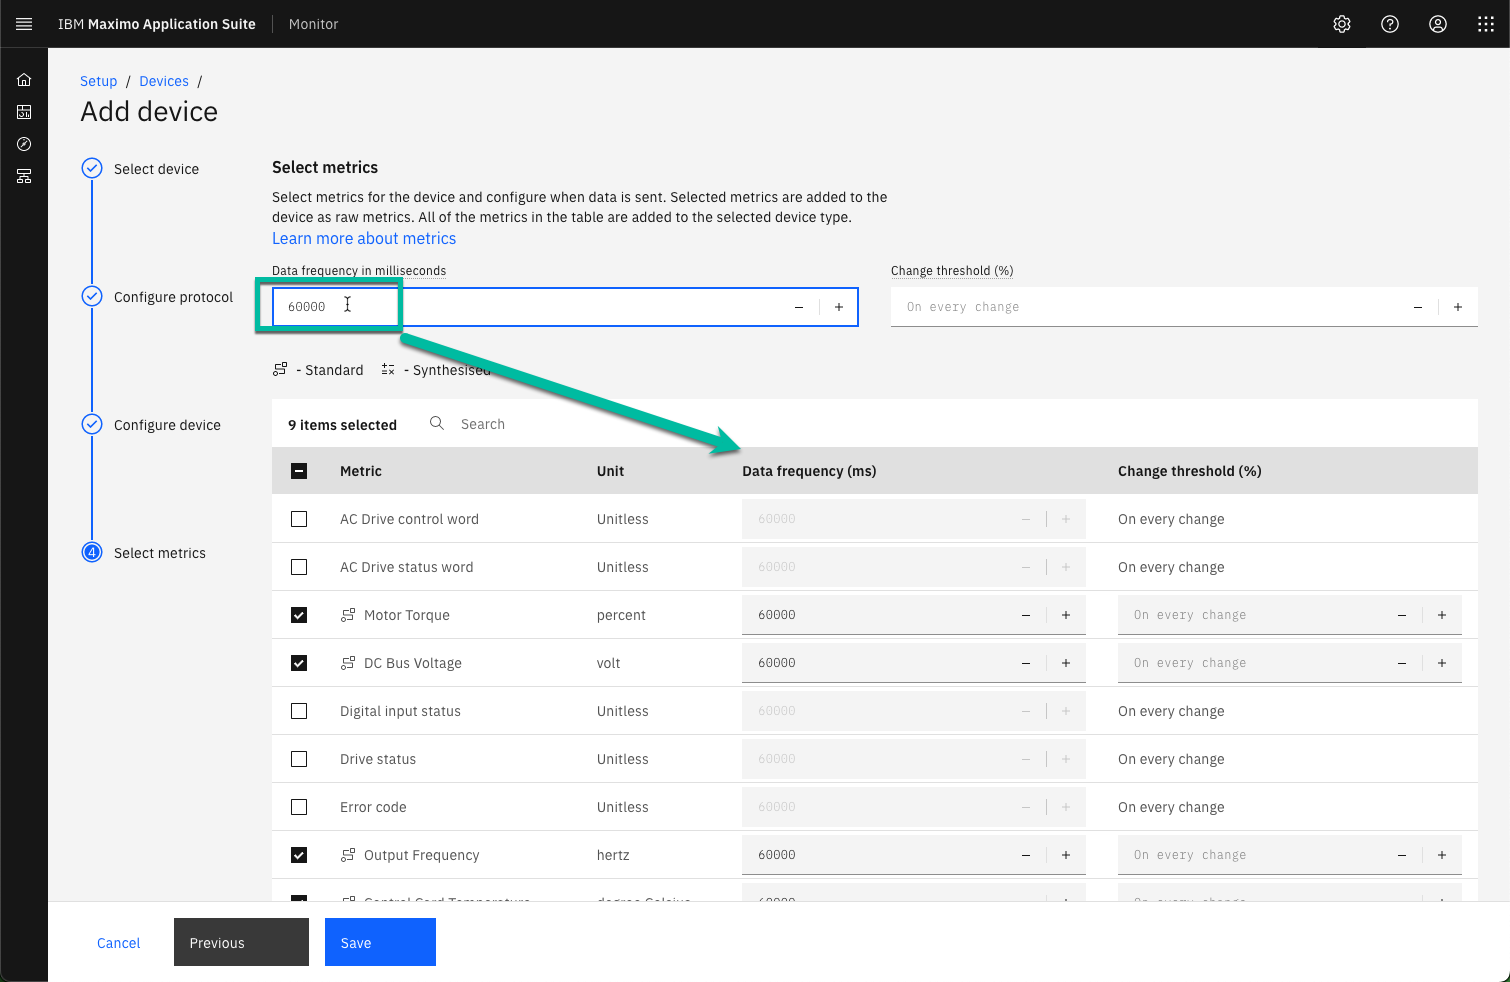 IBM Maximo Application Suite Monitor
Setup / Devices /
Add device
Select device
Configure protocol
Configure device
4 Select metrics
Select metrics
Select metrics for the device and configure when data is sent. Selected metrics are added to the
device as raw metrics. All of the metrics in the table are added to the selected device type.
Learn more about metrics
Data frequency in milliseconds Change threshold (%)
60000 On every change
- Standard - Synthesised
9 items selected Search
Metric Unit Data frequency (ms) Change threshold (%)
AC Drive control word Unitless 60000 On every change
AC Drive status word Unitless 60000 On every change
Motor Torque percent 60000 On every change
DC Bus Voltage volt 60000 On every change
Digital input status Unitless 60000 On every change
Drive status Unitless 60000 On every change
Error code Unitless 60000 On every change
Output Frequency hertz 60000 On every change
Cancel Previous Save